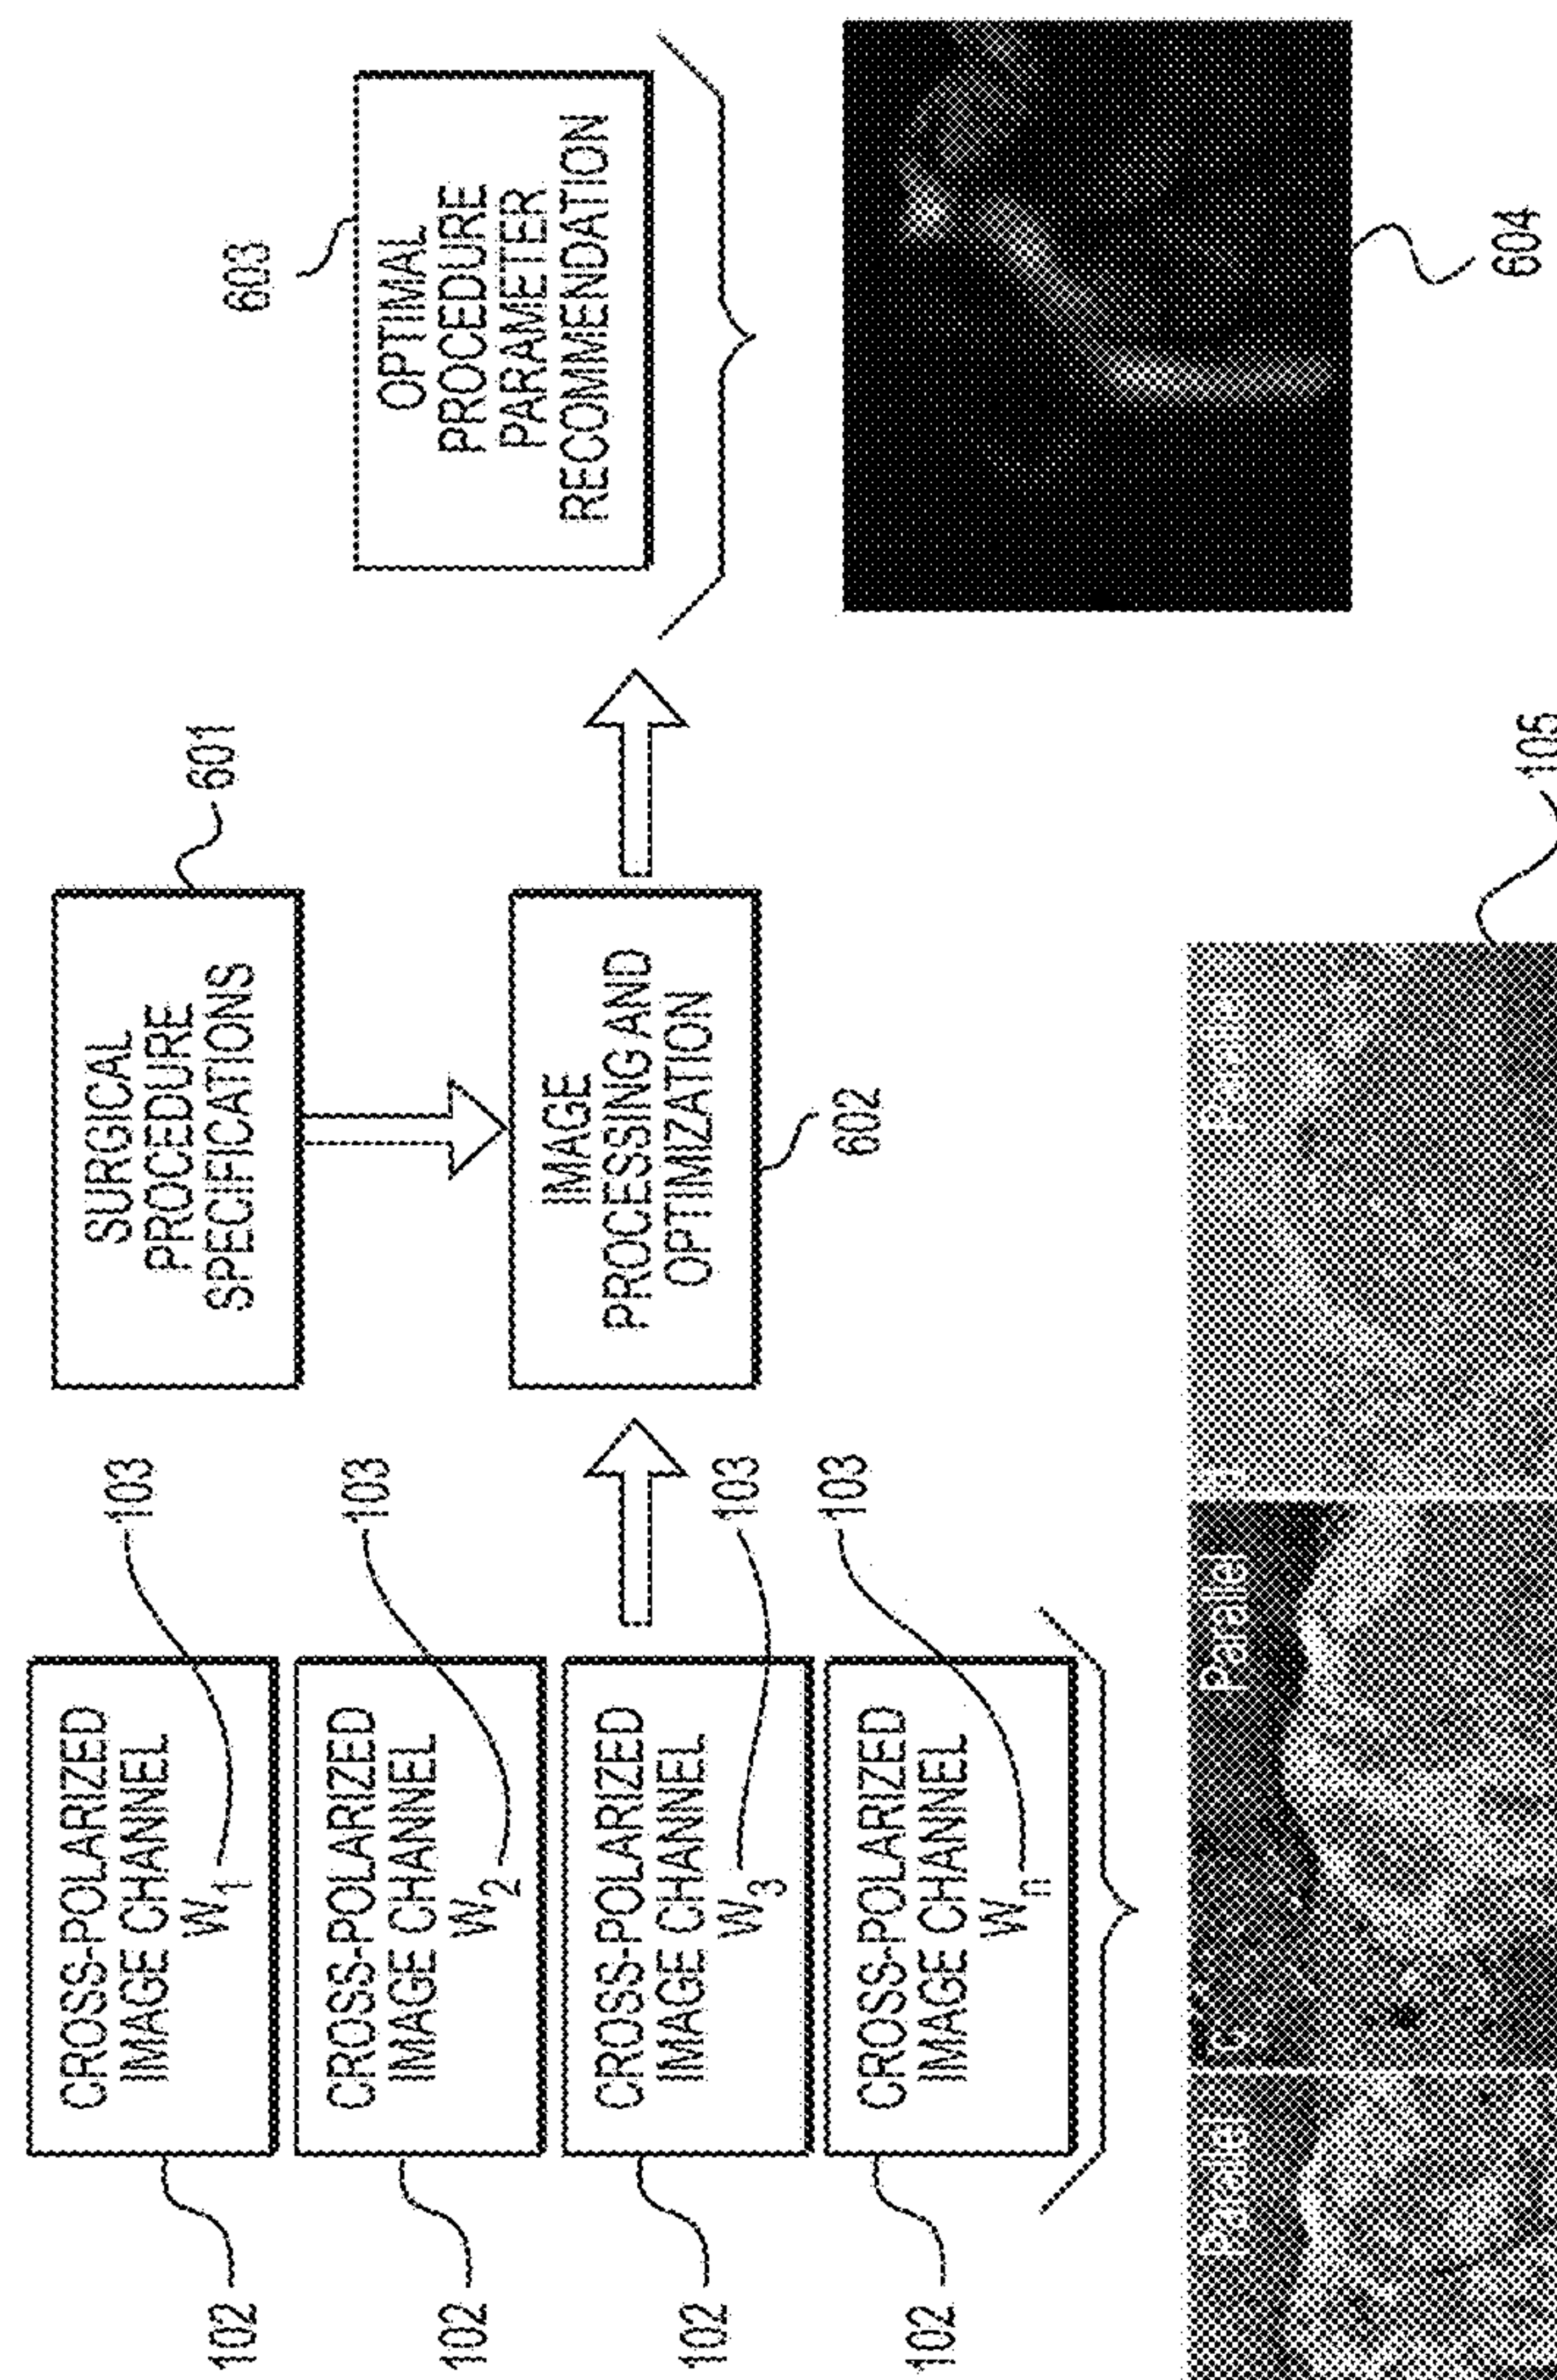 102
CROSS-POLARIZED
IMAGE CHANNEL
W1
103
102
CROSS-POLARIZED
IMAGE CHANNEL
W2
103
102
CROSS-POLARIZED
IMAGE CHANNEL
W3
103
102
CROSS-POLARIZED
IMAGE CHANNEL
Wn
103
SURGICAL
PROCEDURE
SPECIFICATIONS
601
IMAGE
PROCESSING AND
OPTIMIZATION
602
603
OPTIMAL
PROCEDURE
PARAMETER
RECOMMENDATION
604
Parallel
Parallel
Parallel
105